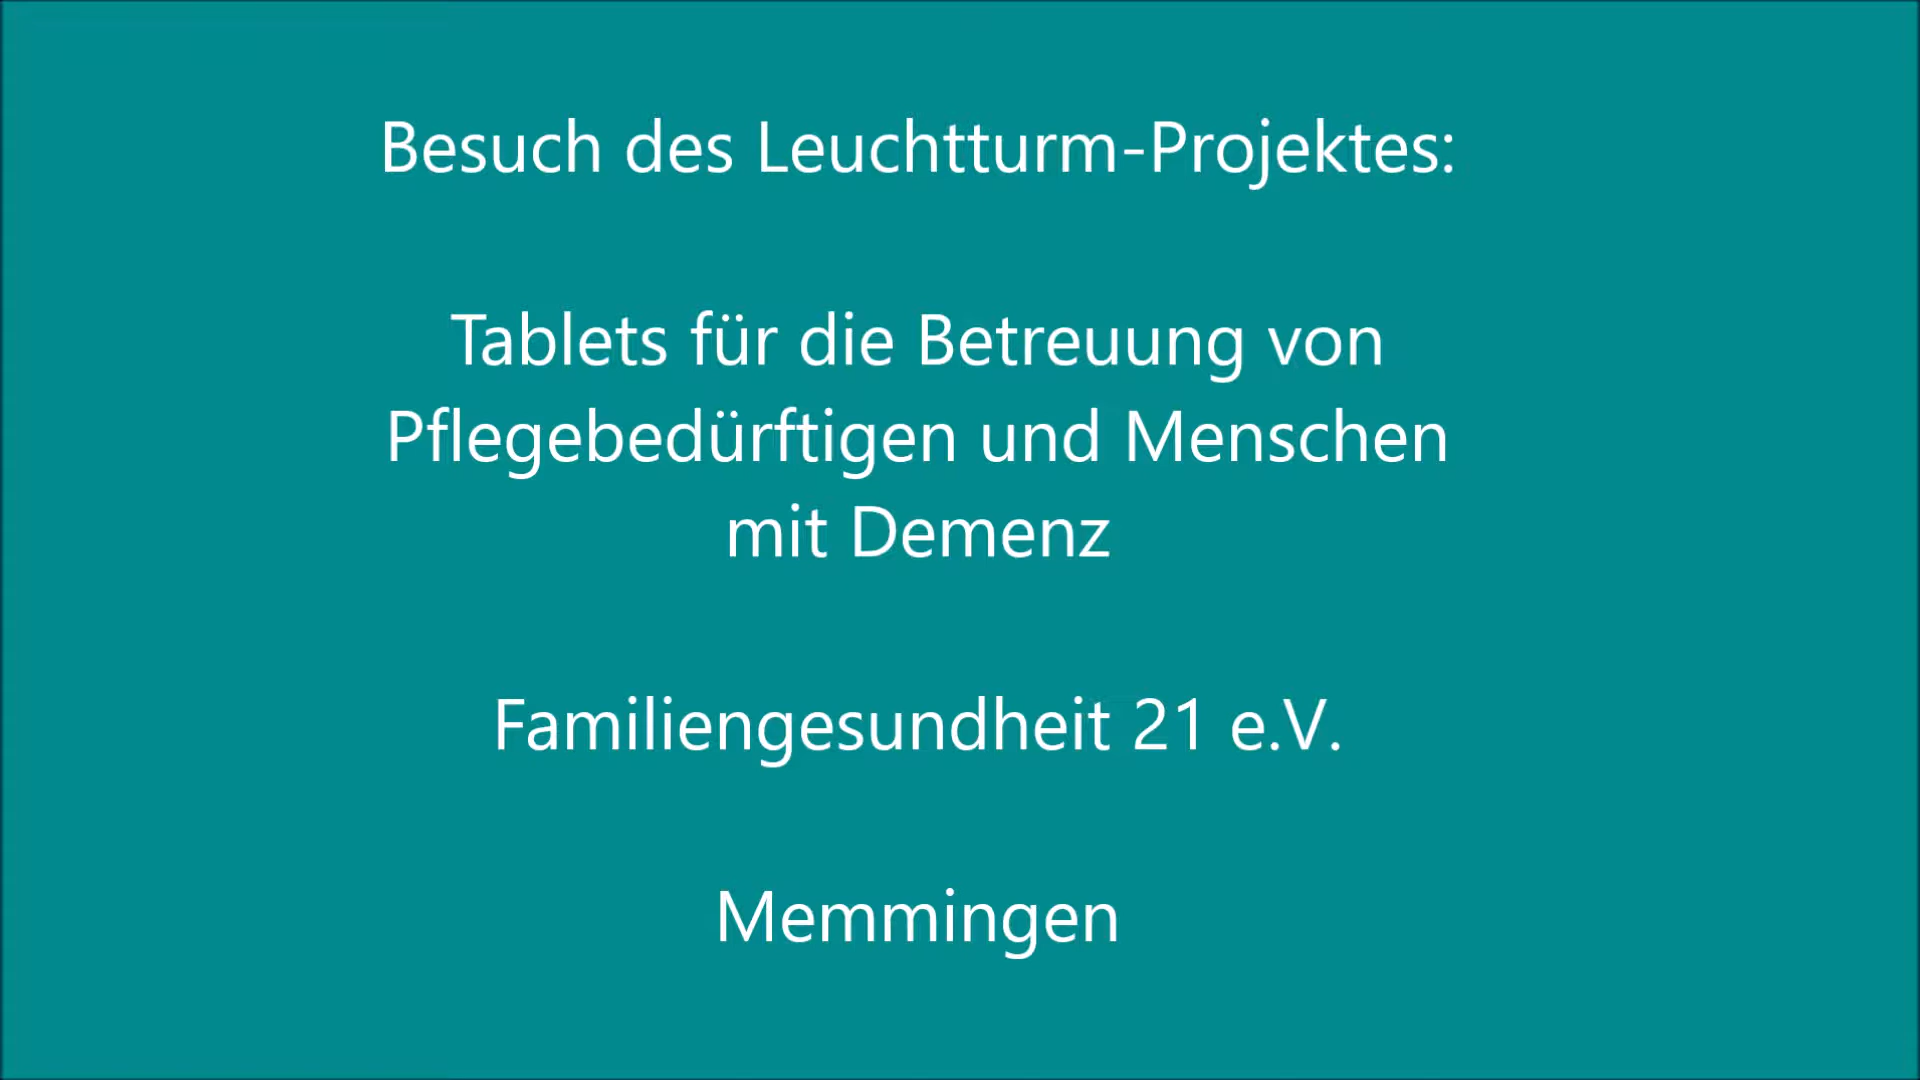 Besuch des Leuchtturm-Projektes:
Tablets für die Betreuung von
Pflegebedürftigen und Menschen
mit Demenz
Familiengesundheit 21 e.V.
Memmingen